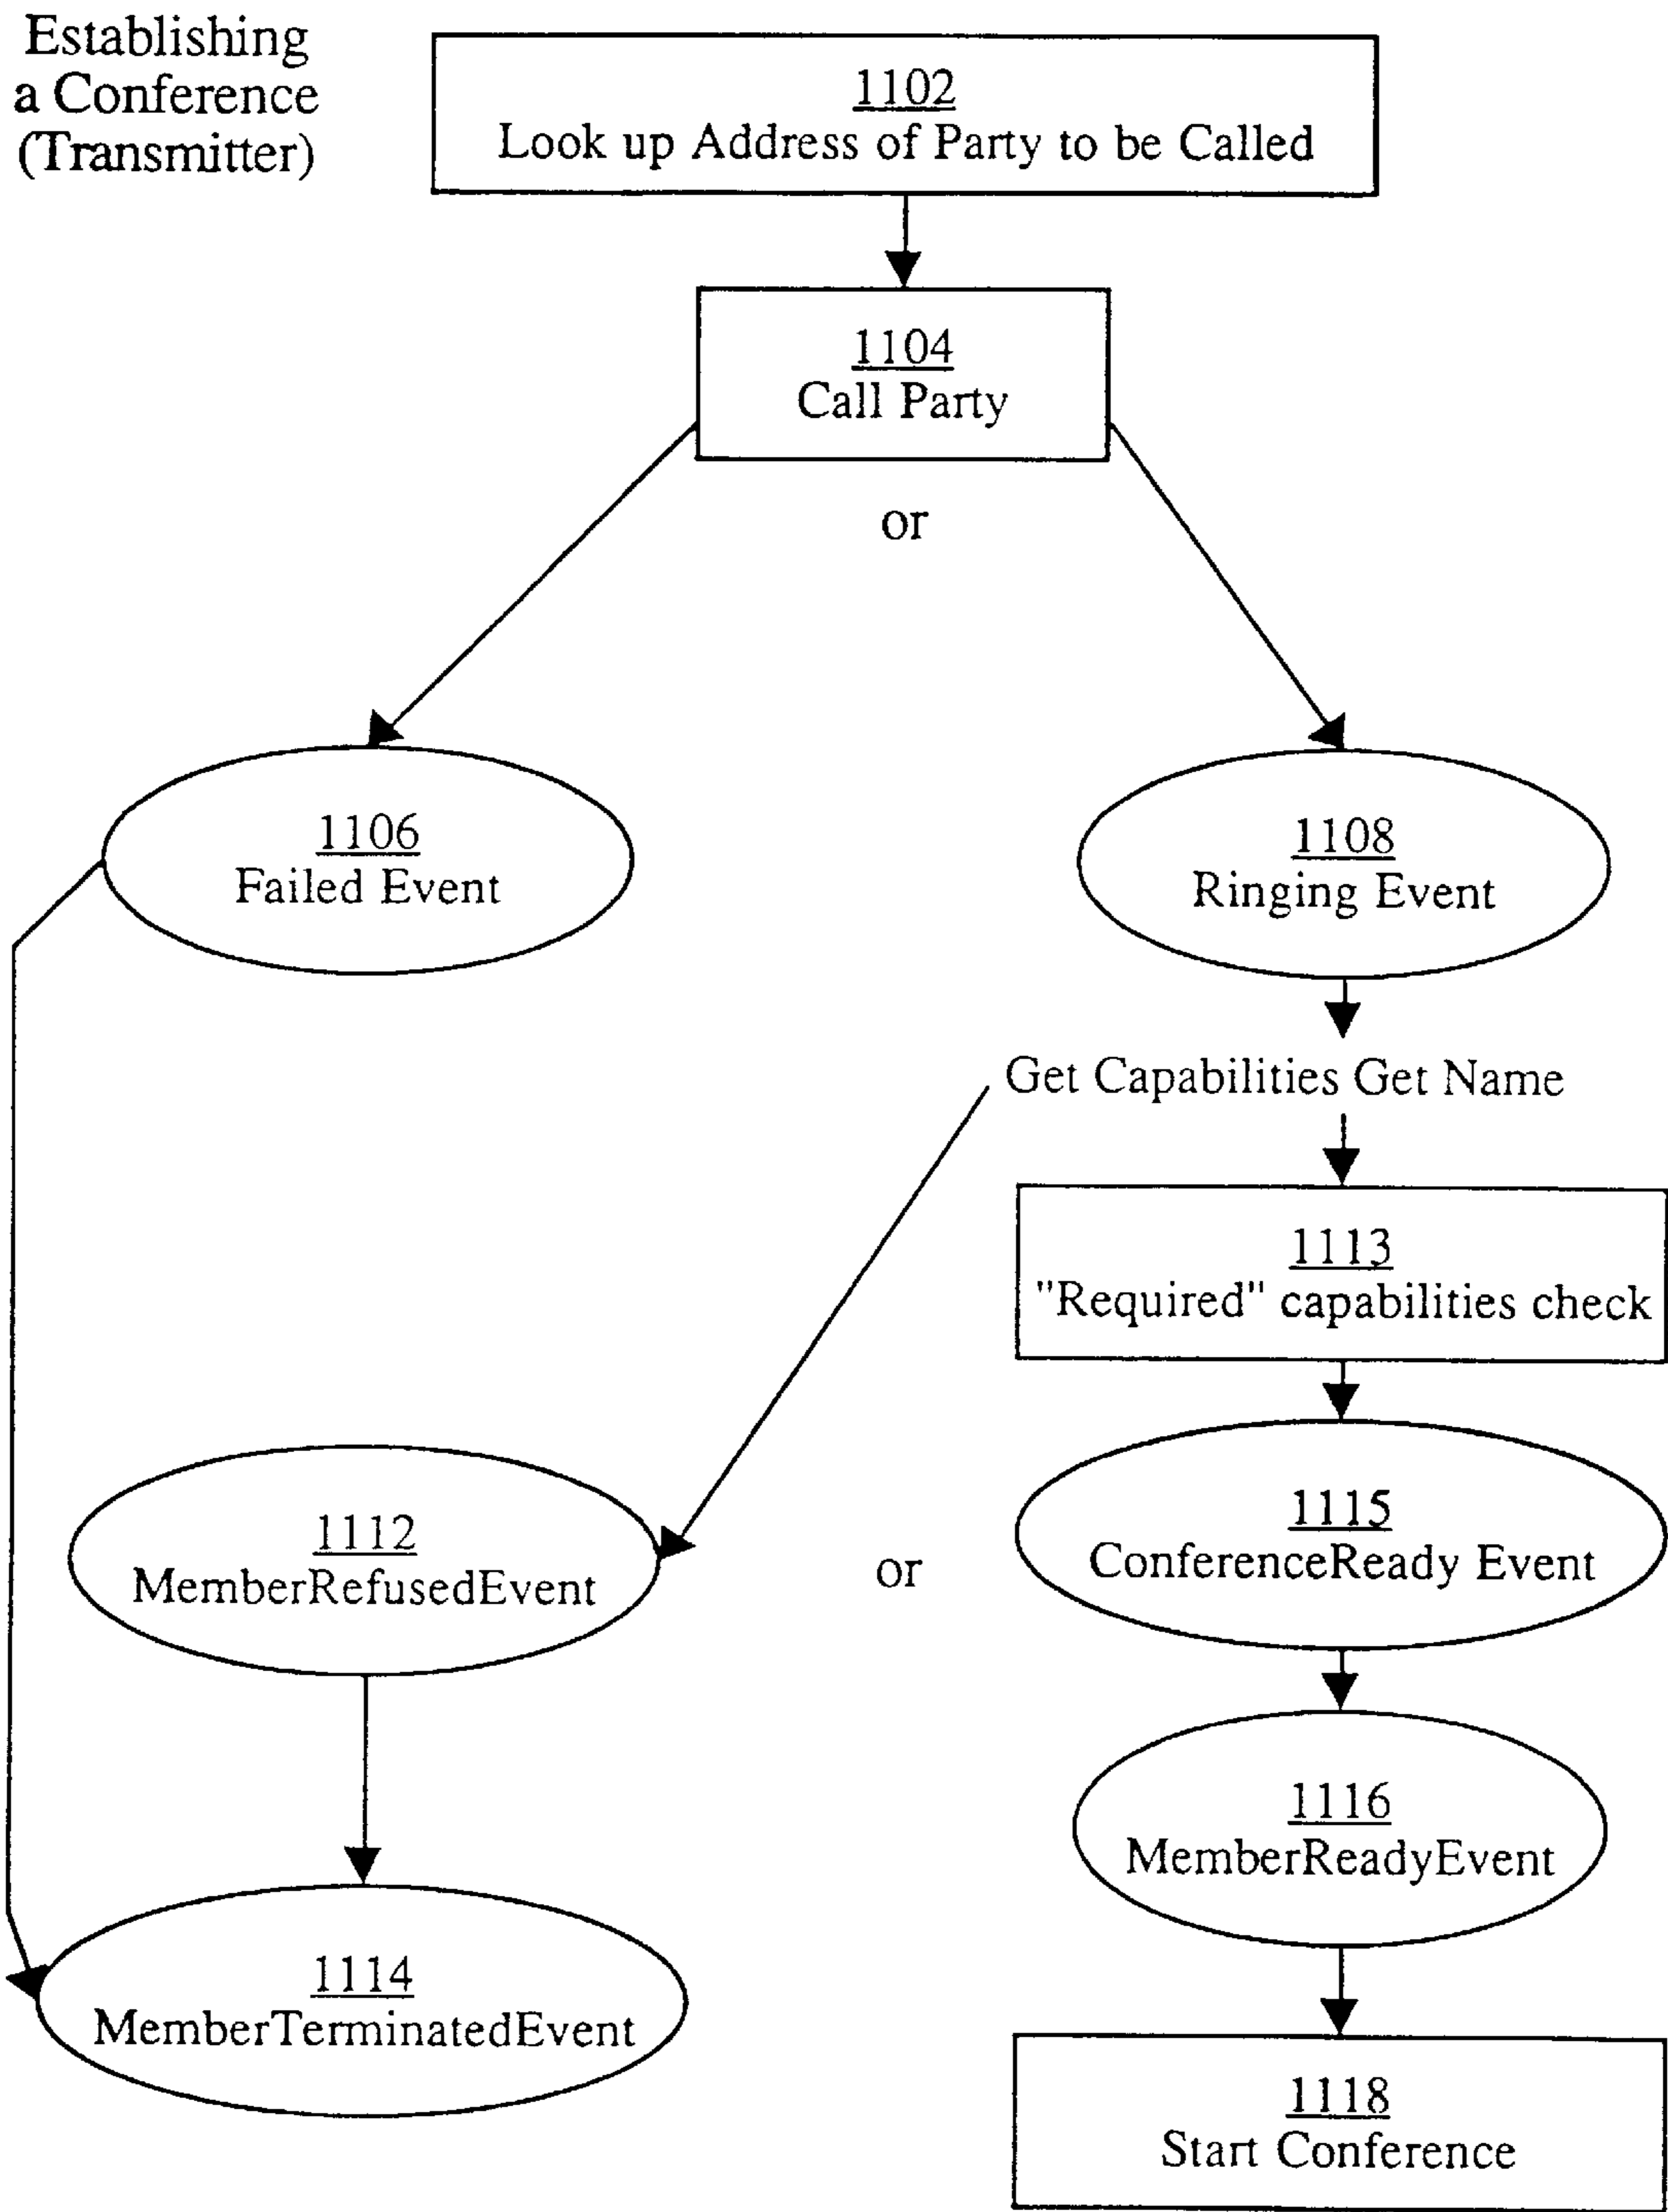 Establishing
a Conference
(Transmitter)
1102
Look up Address of Party to be Called
1104
Call Party
or
1106
Failed Event
1108
Ringing Event
Get Capabilities Get Name
1113
"Required" capabilities check
1112
MemberRefusedEvent
or
1115
ConferenceReady Event
1116
MemberReadyEvent
1114
MemberTerminatedEvent
1118
Start Conference